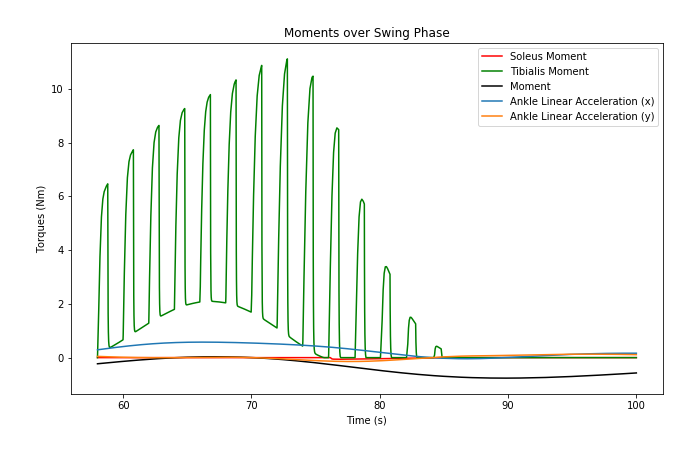 Moments over Swing Phase
Soleus Moment
Tibialis Moment
Moment
Ankle Linear Acceleration (x)
Ankle Linear Acceleration (y)
Torques (Nm)
10
8
6
4
2
0
60
70
80
90
100
Time (s)